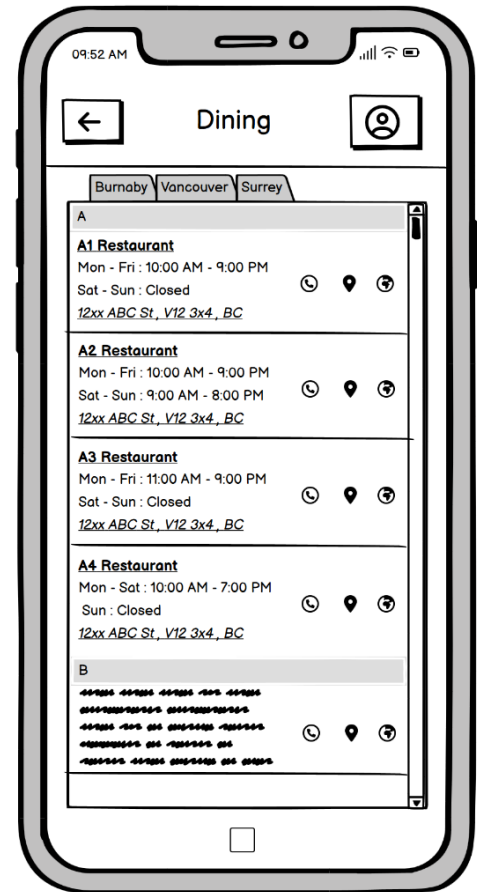 09:52 AM
Dining
Burnaby Vancouver Surrey
A
A1 Restaurant
Mon - Fri : 10:00 AM - 9:00 PM
Sat - Sun : Closed
12xx ABC St , V12 3x4 , BC
A2 Restaurant
Mon - Fri : 10:00 AM - 9:00 PM
Sat - Sun : 9:00 AM - 8:00 PM
12xx ABC St , V12 3x4 , BC
A3 Restaurant
Mon - Fri : 11:00 AM - 9:00 PM
Sat - Sun : Closed
12xx ABC St , V12 3x4 , BC
A4 Restaurant
Mon - Sat : 10:00 AM - 7:00 PM
Sun : Closed
12xx ABC St , V12 3x4 , BC
B